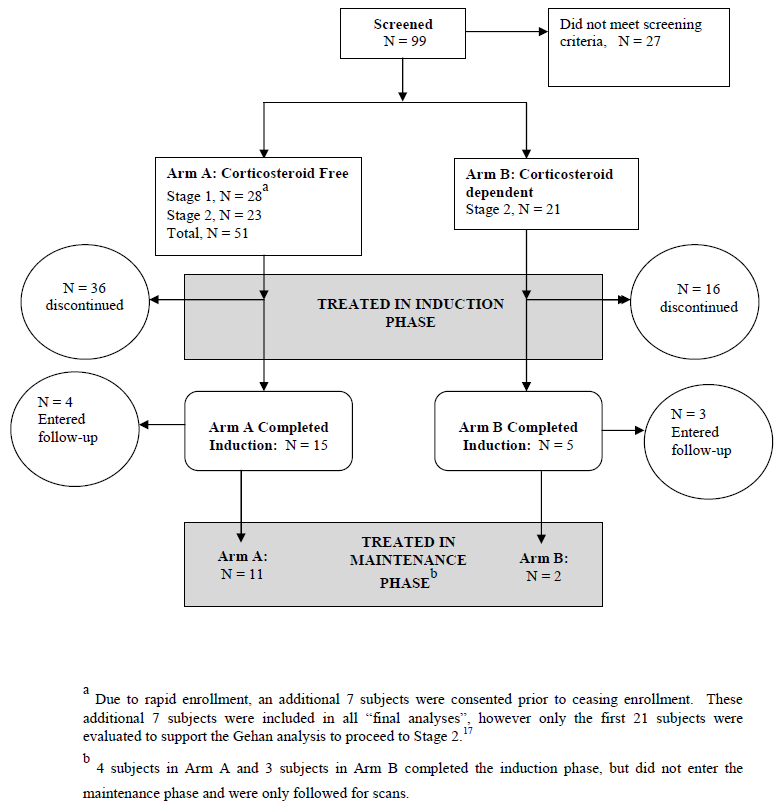 Screened
N = 99
Did not meet screening
criteria, N = 27
Arm A: Corticosteroid Free
Stage 1, N = 28a
Stage 2, N = 23
Total, N = 51
Arm B: Corticosteroid
dependent
Stage 2, N = 21
N = 36
discontinued
TREATED IN INDUCTION
PHASE
N = 16
discontinued
N = 4
Entered
follow-up
Arm A Completed
Induction: N = 15
Arm B Completed
Induction: N = 5
N = 3
Entered
follow-up
TREATED IN
MAINTENANCE
PHASEb
Arm A:
N = 11
Arm B:
N = 2
a Due to rapid enrollment, an additional 7 subjects were consented prior to ceasing enrollment. These
additional 7 subjects were included in all “final analyses”, however only the first 21 subjects were
evaluated to support the Gehan analysis to proceed to Stage 2.17
b 4 subjects in Arm A and 3 subjects in Arm B completed the induction phase, but did not enter the
maintenance phase and were only followed for scans.